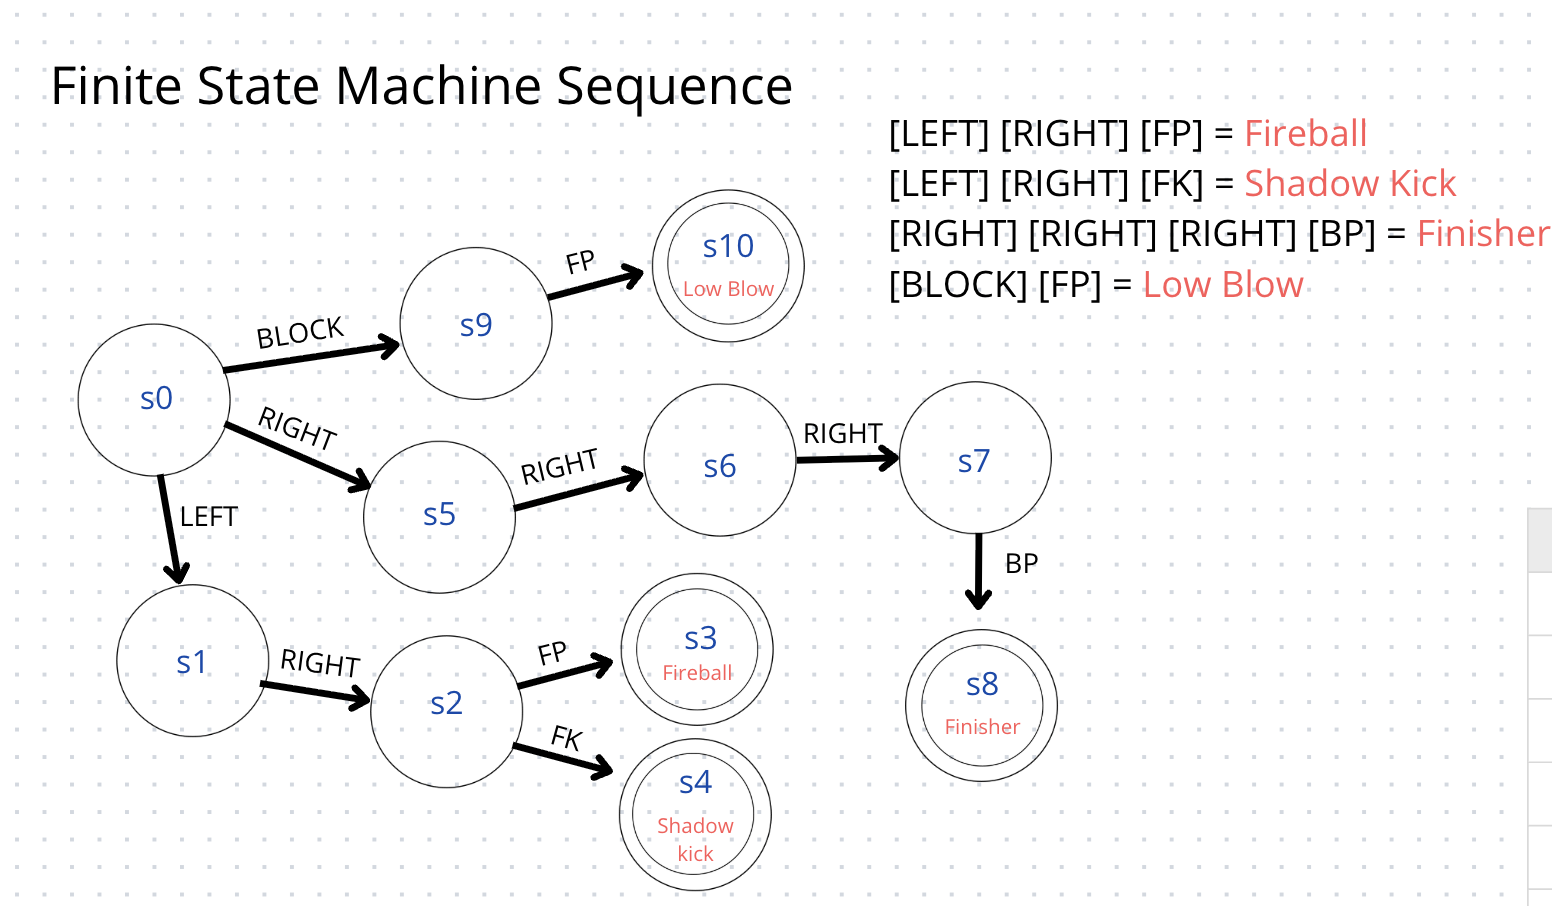 Finite State Machine Sequence
[LEFT] [RIGHT] [FP] = Fireball
[LEFT] [RIGHT] [FK] = Shadow Kick
[RIGHT] [RIGHT] [RIGHT] [BP] = Finisher
[BLOCK] [FP] = Low Blow
s10
Low Blow
FP
s9
BLOCK
s0
RIGHT
RIGHT
RIGHT
s7
s6
s5
LEFT
BP
s1
RIGHT
s2
FP
s3
Fireball
s8
Finisher
FK
s4
Shadow
kick